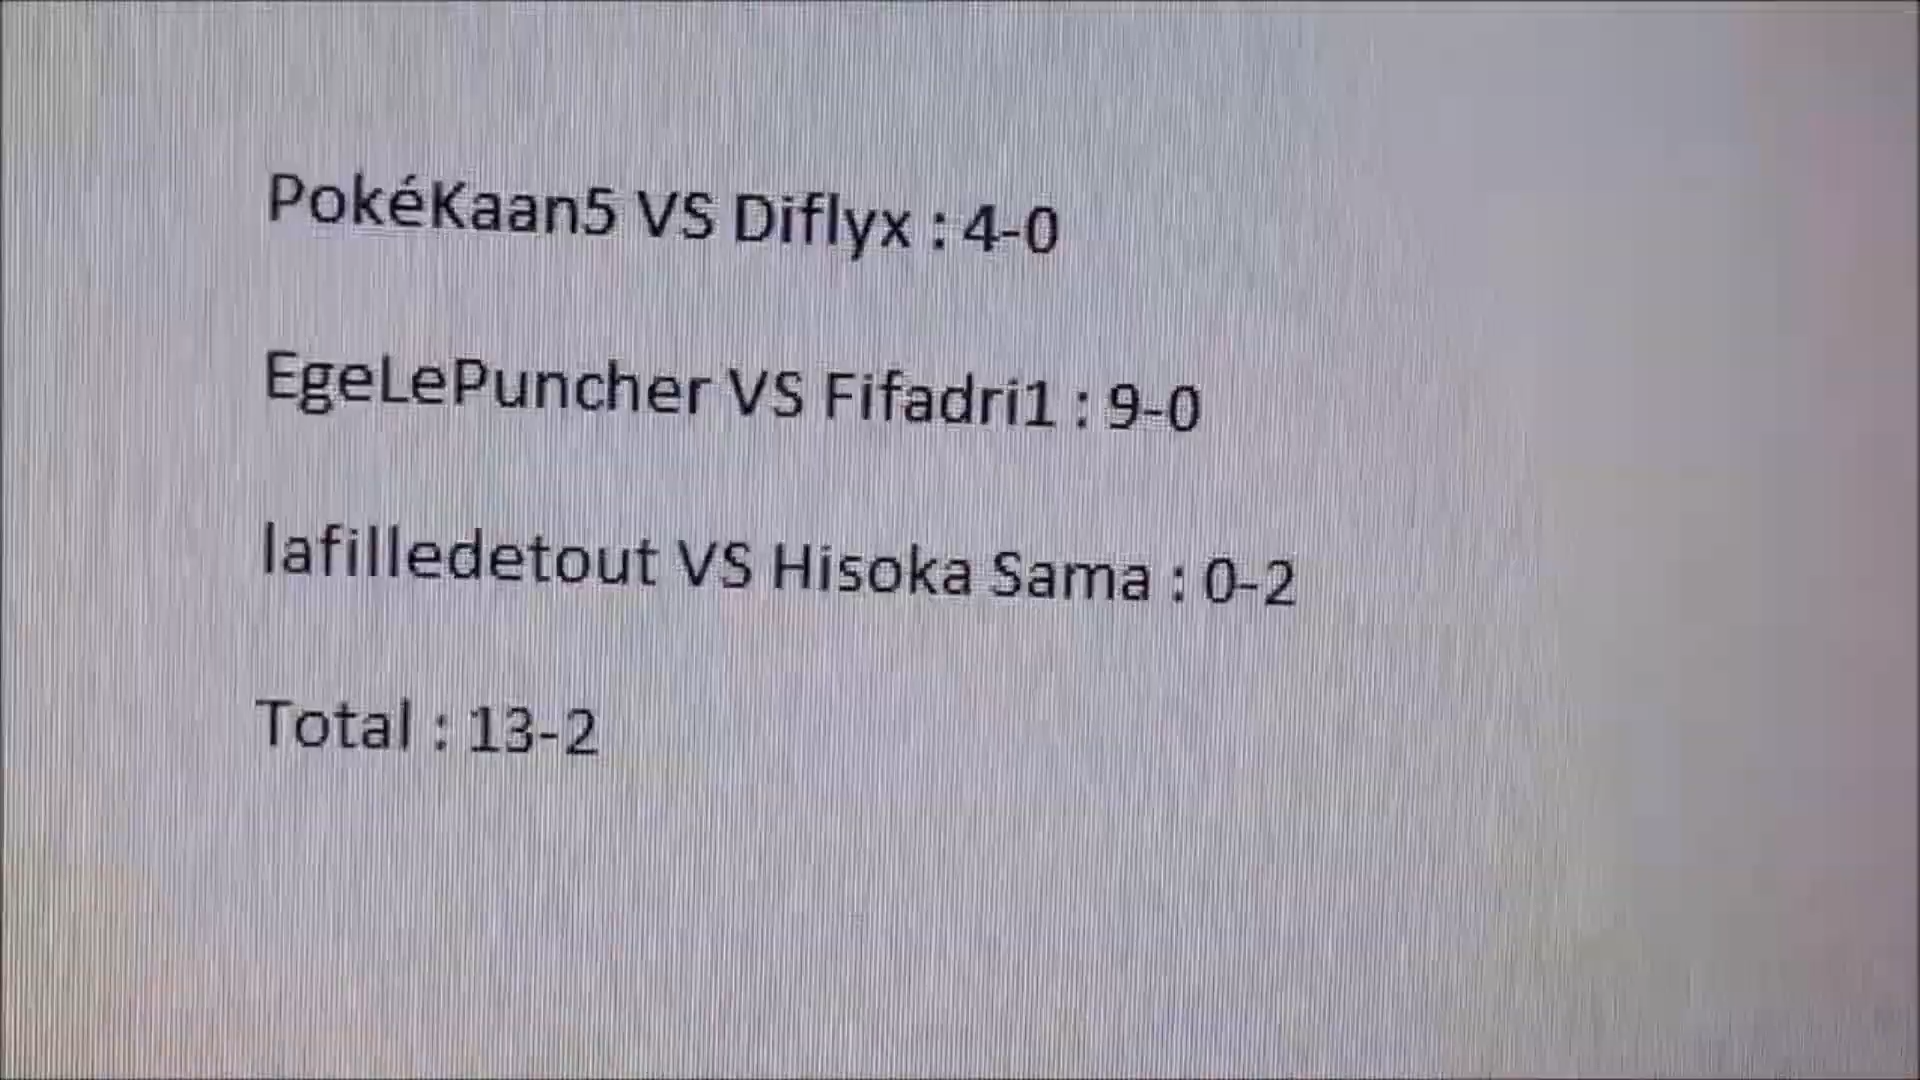 PokéKaan5 VS Diflyx : 4-0
EgeLePuncher VS Fifadri1 : 9-0
lafilledetout VS Hisoka Sama : 0-2
Total : 13-2